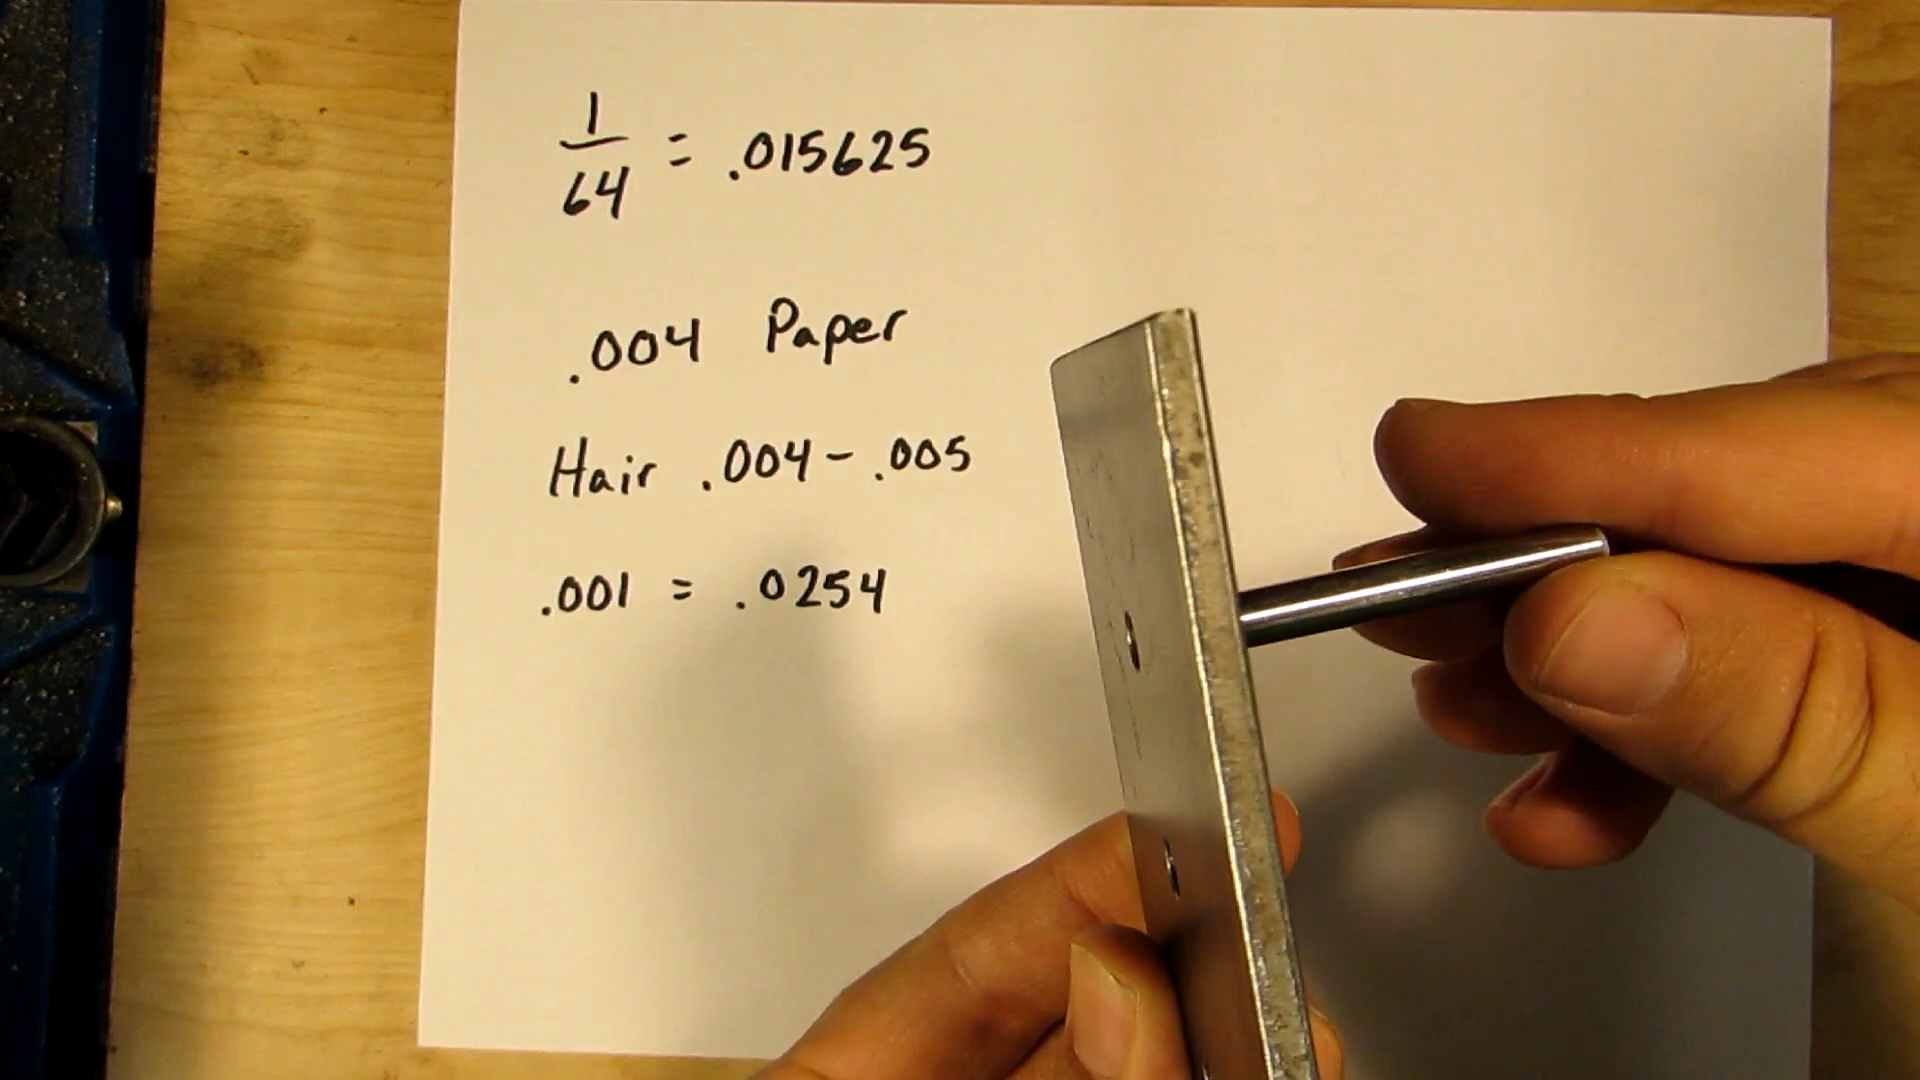 1/64 = .015625
.004 Paper
Hair .004 - .005
.001 = .0254